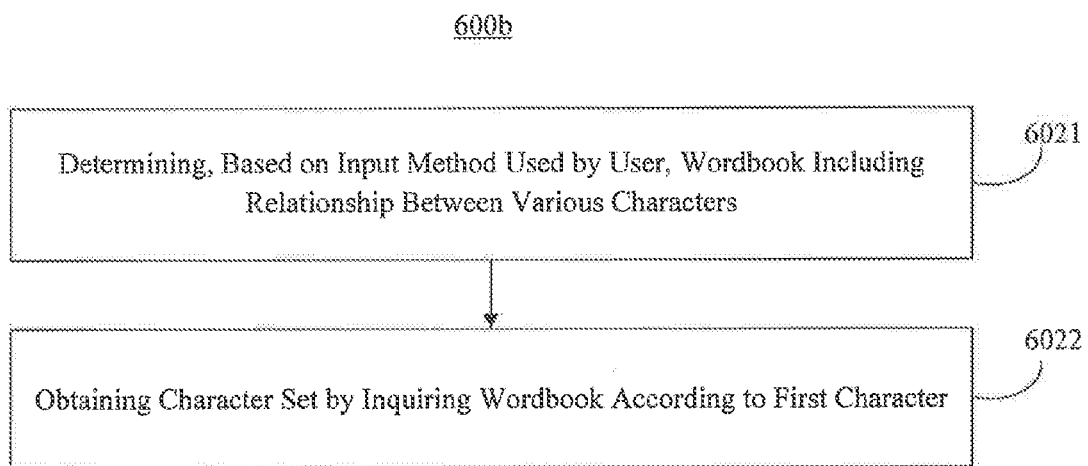 600b
6021
Determining, Based on Input Method Used by User, Wordbook Including
Relationship Between Various Characters
6022
Obtaining Character Set by Inquiring Wordbook According to First Character